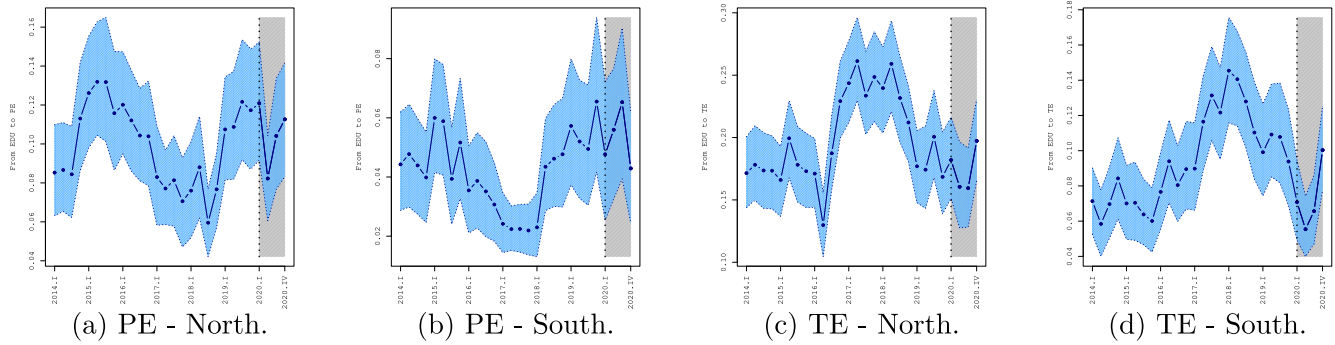 From EDU to PE
0.04 0.06 0.08 0.10 0.12 0.14 0.16
2014.I 2015.I 2016.I 2017.I 2018.I 2019.I 2020.I 2020.IV
(a) PE - North.
From EDU to PE
0.02 0.04 0.06 0.08
2014.I 2015.I 2016.I 2017.I 2018.I 2019.I 2020.I 2020.IV
(b) PE - South.
From EDU to TE
0.10 0.15 0.20 0.25 0.30
2014.I 2015.I 2016.I 2017.I 2018.I 2019.I 2020.I 2020.IV
(c) TE - North.
From EDU to TE
0.04 0.06 0.08 0.10 0.12 0.14 0.16 0.18
2014.I 2015.I 2016.I 2017.I 2018.I 2019.I 2020.I 2020.IV
(d) TE - South.